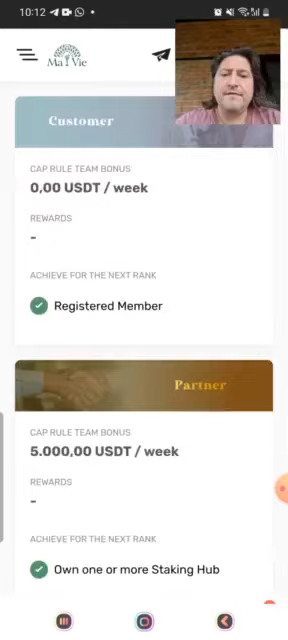 10:12
Ma Vie
Customer
CAP RULE TEAM BONUS
0,00 USDT / week
REWARDS
-
ACHIEVE FOR THE NEXT RANK
Registered Member
Partner
CAP RULE TEAM BONUS
5.000,00 USDT / week
REWARDS
-
ACHIEVE FOR THE NEXT RANK
Own one or more Staking Hub